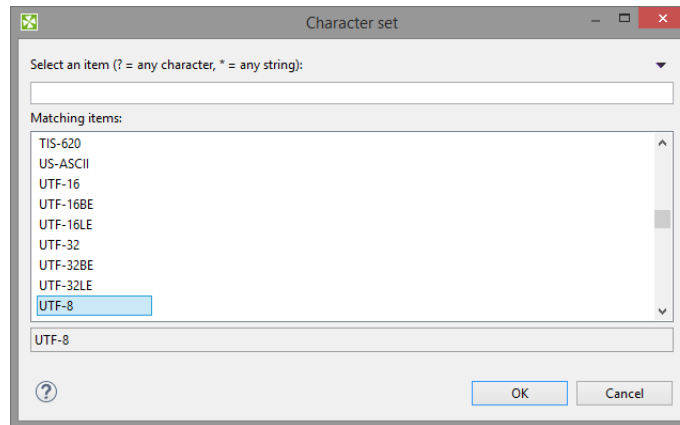 Character set
Select an item (? = any character, * = any string):
Matching items:
TIS-620
US-ASCII
UTF-16
UTF-16BE
UTF-16LE
UTF-32
UTF-32BE
UTF-32LE
UTF-8
UTF-8
OK Cancel